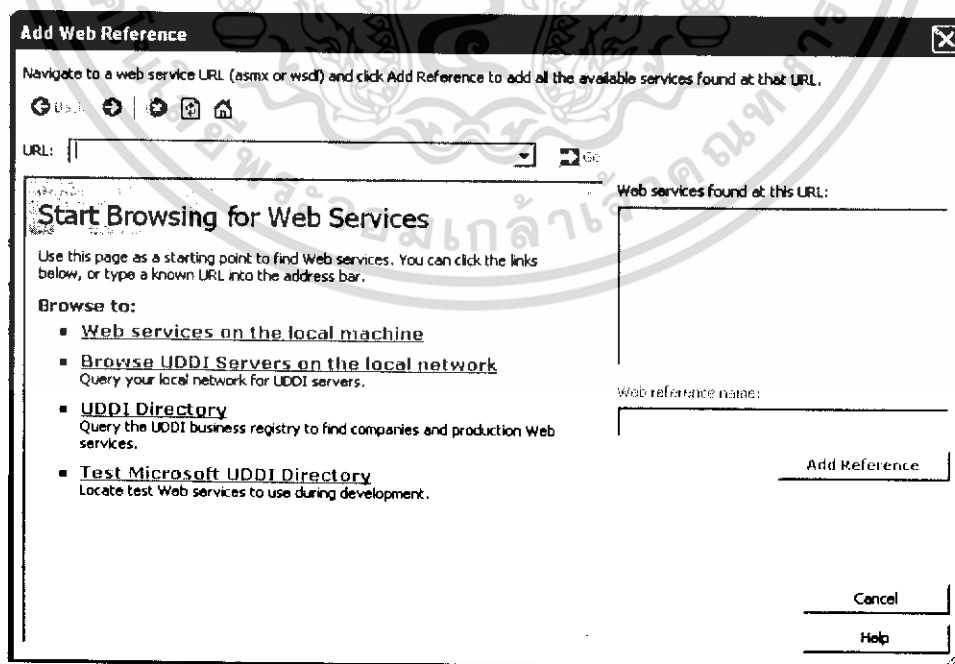 Add Web Reference
Navigate to a web service URL (asmx or wsdl) and click Add Reference to add all the available services found at that URL.
Back
URL:
Go
Start Browsing for Web Services
Use this page as a starting point to find Web services. You can click the links
below, or type a known URL into the address bar.
Browse to:
Web services on the local machine
Browse UDDI Servers on the local network
Query your local network for UDDI servers.
UDDI Directory
Query the UDDI business registry to find companies and production Web
services.
Test Microsoft UDDI Directory
Locate test Web services to use during development.
Web services found at this URL:
Web reference name:
Add Reference
Cancel
Help